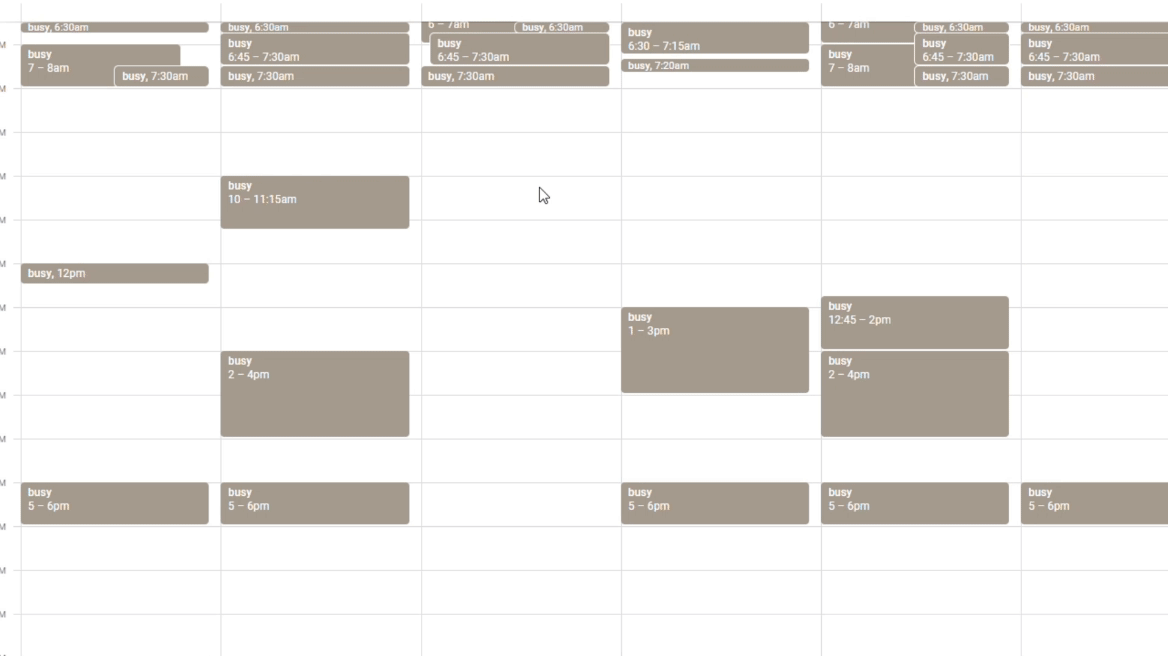 busy, 6:30am
busy
7 – 8am
busy, 7:30am
busy, 12pm
busy
5 – 6pm
busy, 6:30am
busy
6:45 – 7:30am
busy, 7:30am
busy
10 – 11:15am
busy
2 – 4pm
busy
5 – 6pm
6 – 7am
busy, 6:30am
busy
6:45 – 7:30am
busy, 7:30am
busy
6:30 – 7:15am
busy, 7:20am
busy
1 – 3pm
busy
5 – 6pm
6 – 7am
busy, 6:30am
busy
7 – 8am
busy
6:45 – 7:30am
busy, 7:30am
busy
12:45 – 2pm
busy
2 – 4pm
busy
5 – 6pm
busy, 6:30am
busy
6:45 – 7:30am
busy, 7:30am
busy
5 – 6pm